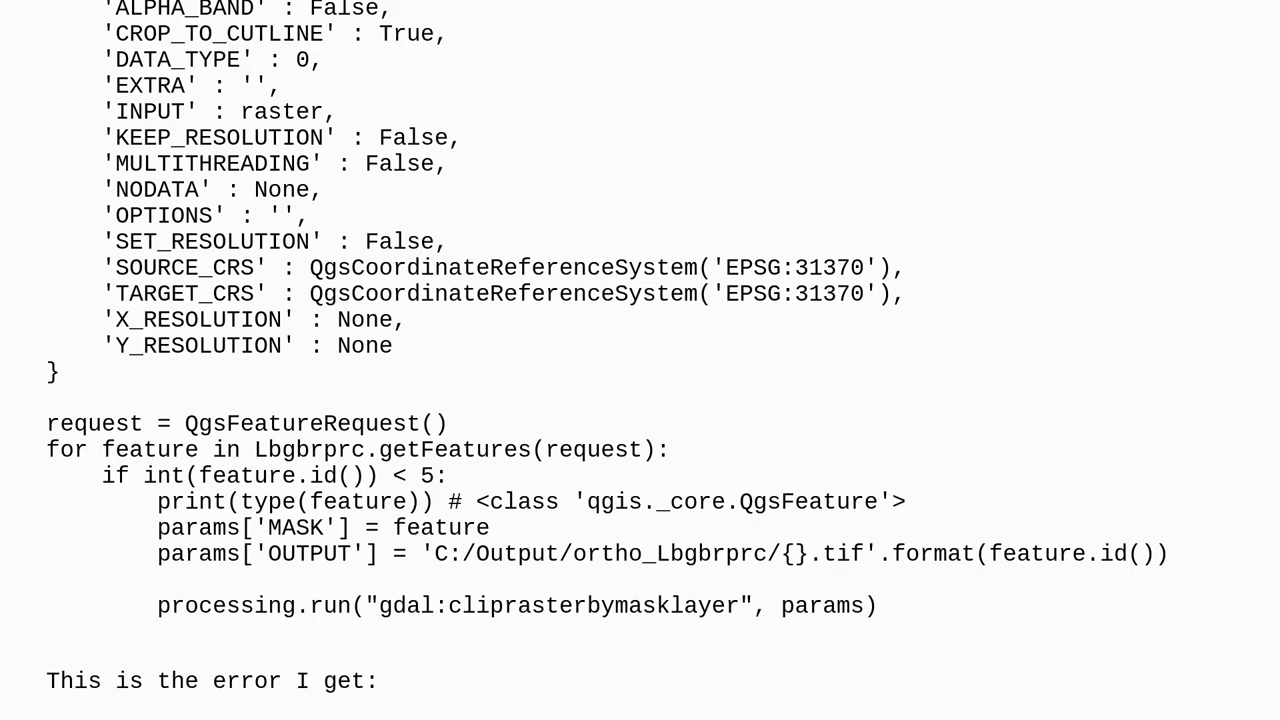 'ALPHA_BAND' : False,
'CROP_TO_CUTLINE' : True,
'DATA_TYPE' : 0,
'EXTRA' : '',
'INPUT' : raster,
'KEEP_RESOLUTION' : False,
'MULTITHREADING' : False,
'NODATA' : None,
'OPTIONS' : '',
'SET_RESOLUTION' : False,
'SOURCE_CRS' : QgsCoordinateReferenceSystem('EPSG:31370'),
'TARGET_CRS' : QgsCoordinateReferenceSystem('EPSG:31370'),
'X_RESOLUTION' : None,
'Y_RESOLUTION' : None
}
request = QgsFeatureRequest()
for feature in Lbgbrprc.getFeatures(request):
if int(feature.id()) < 5:
print(type(feature)) # <class 'qgis._core.QgsFeature'>
params['MASK'] = feature
params['OUTPUT'] = 'C:/Output/ortho_Lbgbrprc/{}.tif'.format(feature.id())
processing.run("gdal:cliprasterbymasklayer", params)
This is the error I get: